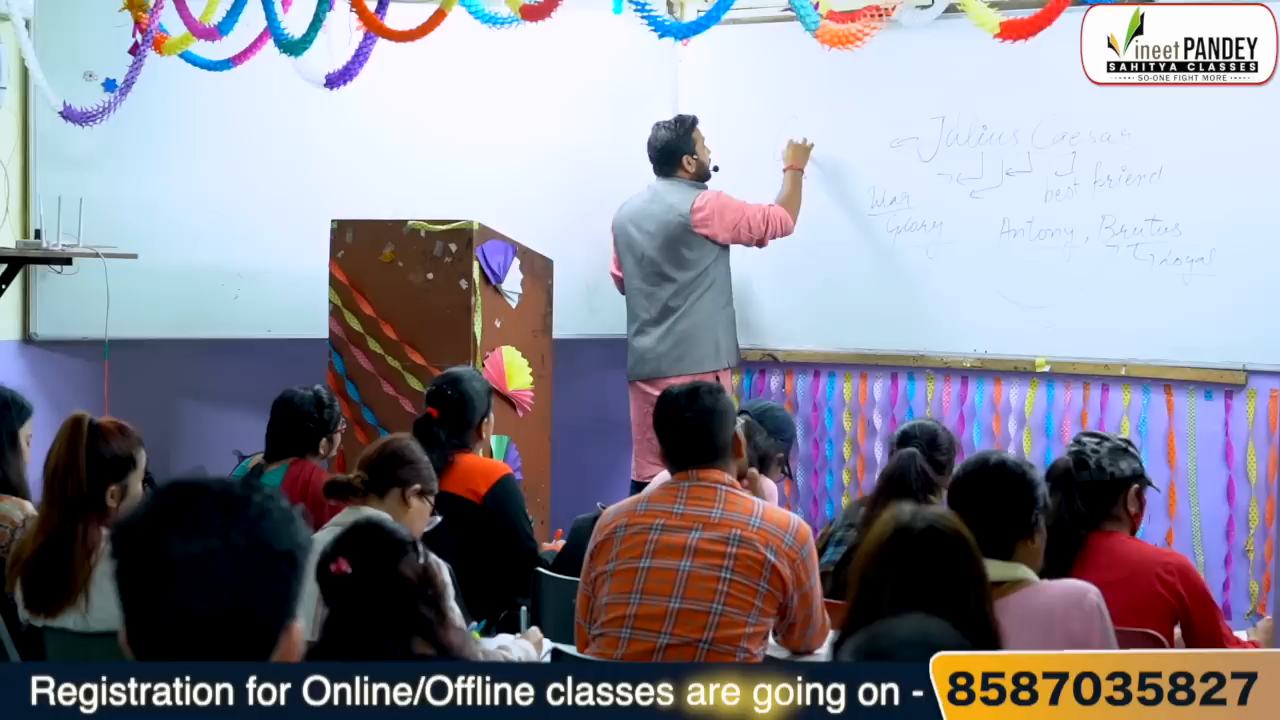 Vineet PANDEY
SAHITYA CLASSES
SO-ONE FIGHT MORE
Julius Caesar
best friend
War
Glory
Antony, Brutus
Loyal
Registration for Online/Offline classes are going on - 8587035827